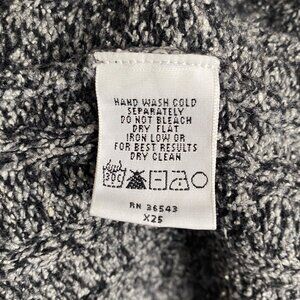 HAND WASH COLD
SEPARATELY
DO NOT BLEACH
DRY FLAT
IRON LOW OR
FOR BEST RESULTS
DRY CLEAN
30C
RN 36543
X25